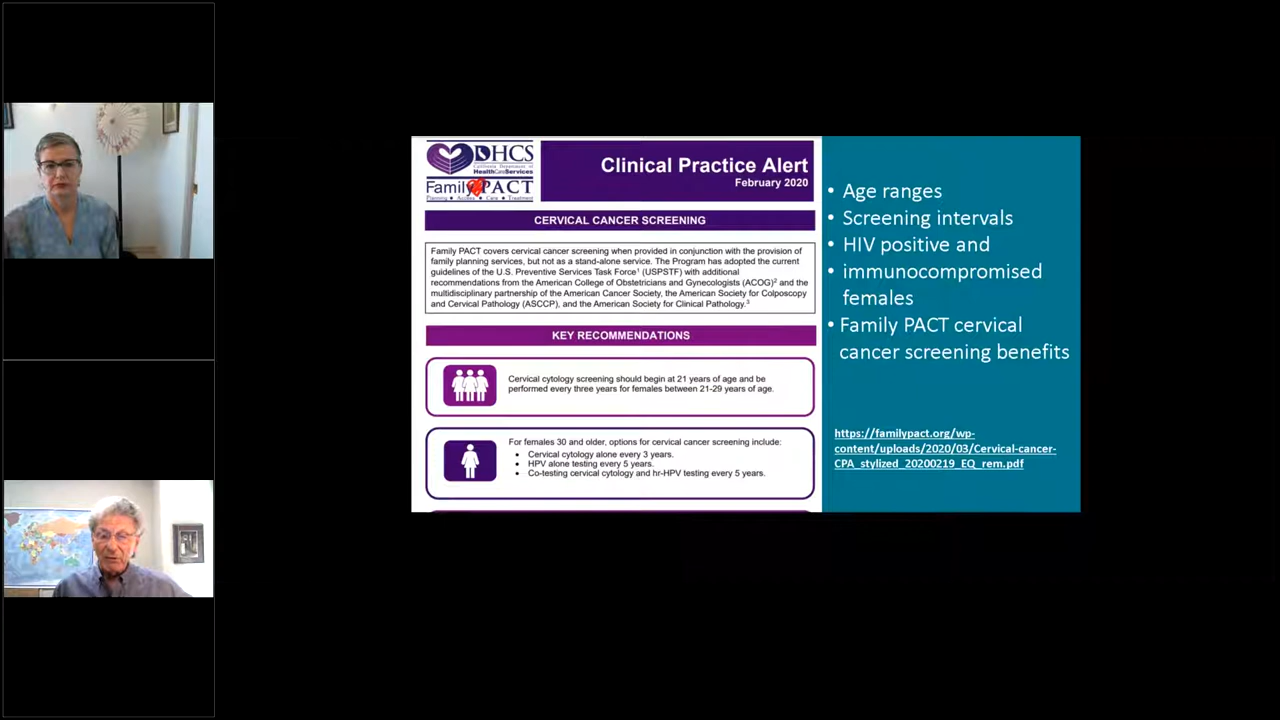 DHCS
California Department of
HealthCareServices
FamilyPACT
Planning ● Access ● Care ● Treatment
Clinical Practice Alert
February 2020
CERVICAL CANCER SCREENING
Family PACT covers cervical cancer screening when provided in conjunction with the provision of
family planning services, but not as a stand-alone service. The Program has adopted the current
guidelines of the U.S. Preventive Services Task Force1 (USPSTF) with additional
recommendations from the American College of Obstetricians and Gynecologists (ACOG)2 and the
multidisciplinary partnership of the American Cancer Society, the American Society for Colposcopy
and Cervical Pathology (ASCCP), and the American Society for Clinical Pathology.3
KEY RECOMMENDATIONS
Cervical cytology screening should begin at 21 years of age and be
performed every three years for females between 21-29 years of age.
For females 30 and older, options for cervical cancer screening include:
• Cervical cytology alone every 3 years.
• HPV alone testing every 5 years.
• Co-testing cervical cytology and hr-HPV testing every 5 years.
• Age ranges
• Screening intervals
• HIV positive and
• immunocompromised
females
• Family PACT cervical
cancer screening benefits
https://familypact.org/wp-
content/uploads/2020/03/Cervical-cancer-
CPA_stylized_20200219_EQ_rem.pdf